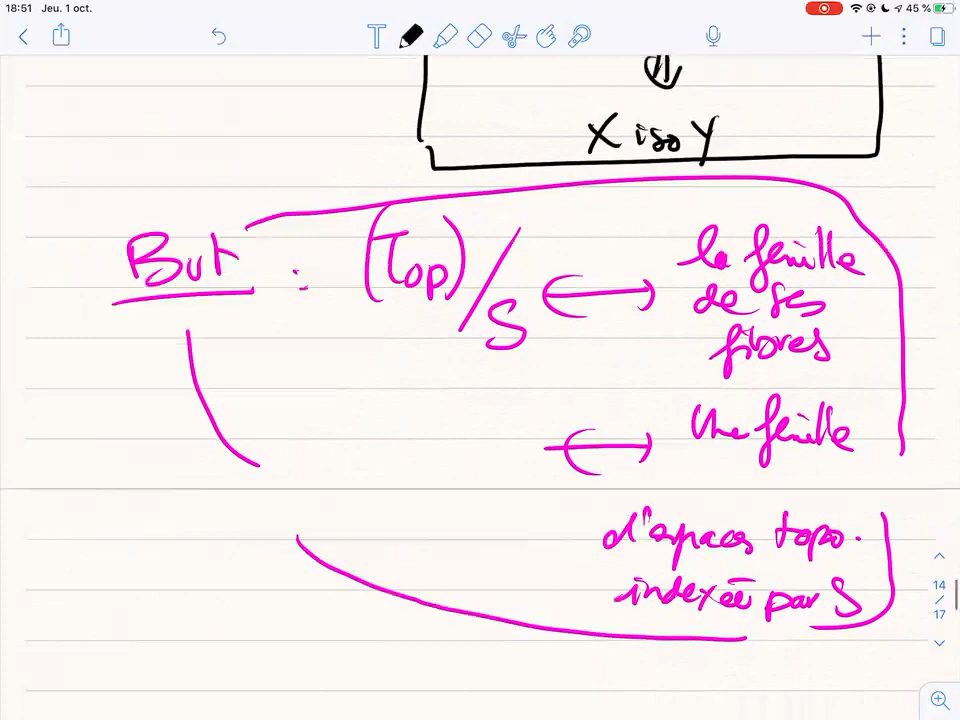 18:51 Jeu. 1 oct.
45 %
X iso Y
But : (Top)/S ↔ la feuille
de ses
fibres
↔ Une feuille
d'espaces topo.
indexée par S
14
/
17